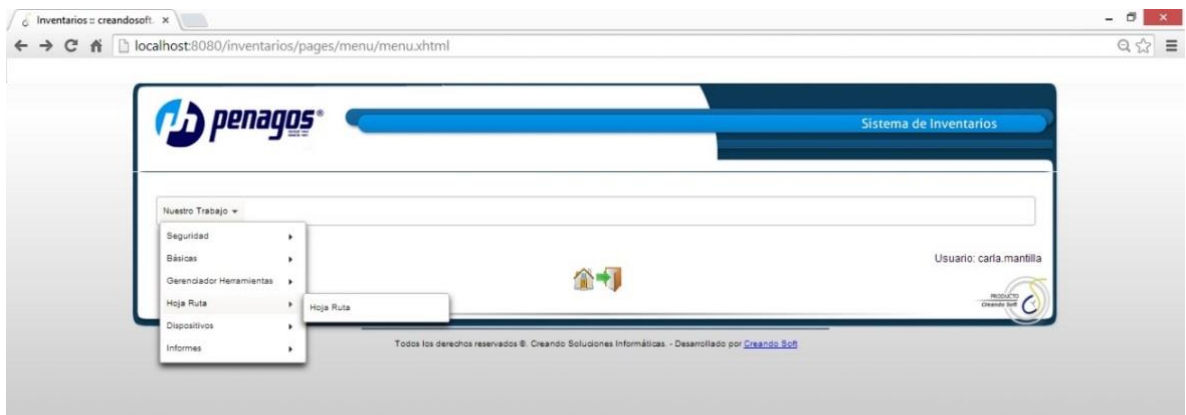 Inventarios :: creandosoft.
localhost:8080/inventarios/pages/menu/menu.xhtml
penagos®
Sistema de Inventarios
Nuestro Trabajo
Seguridad
Básicas
Gerenciador Herramientas
Hoja Ruta
Hoja Ruta
Dispositivos
Informes
Usuario: carla.mantilla
PRODUCTO
Creando Soft
Todos los derechos reservados ©. Creando Soluciones Informáticas. - Desarrollado por Creando Soft